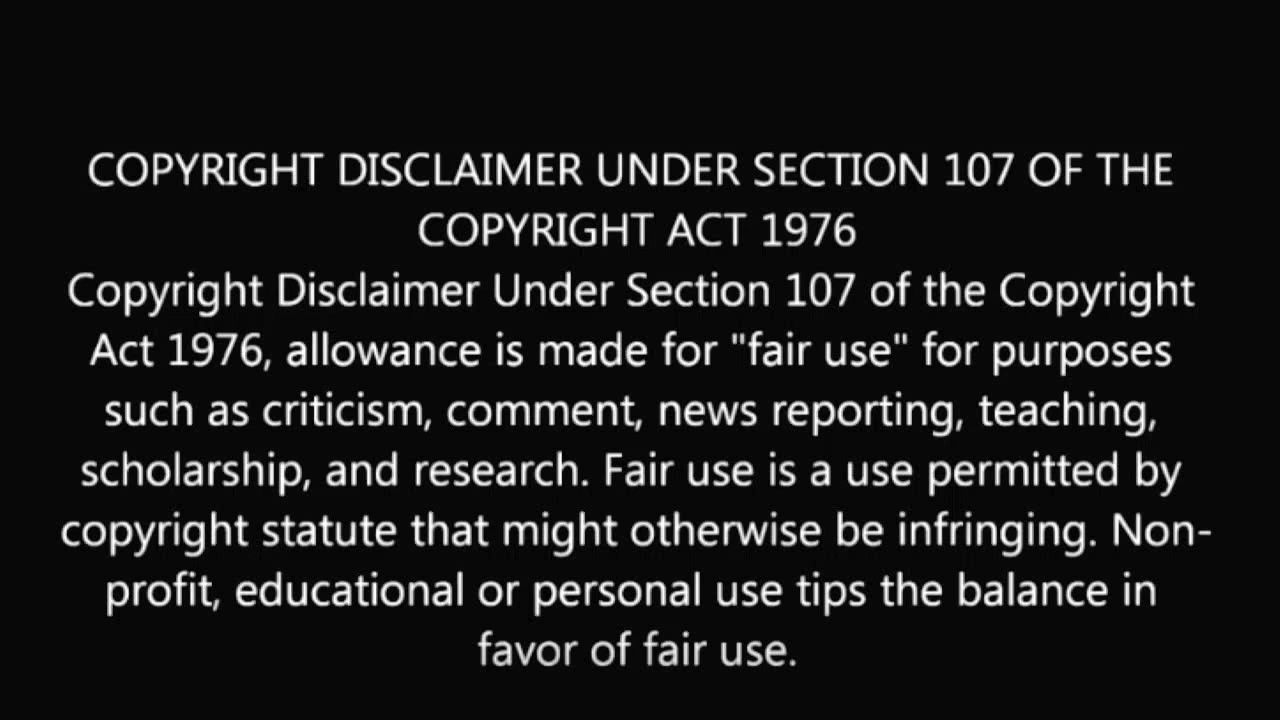 COPYRIGHT DISCLAIMER UNDER SECTION 107 OF THE
COPYRIGHT ACT 1976
Copyright Disclaimer Under Section 107 of the Copyright
Act 1976, allowance is made for "fair use" for purposes
such as criticism, comment, news reporting, teaching,
scholarship, and research. Fair use is a use permitted by
copyright statute that might otherwise be infringing. Non-
profit, educational or personal use tips the balance in
favor of fair use.